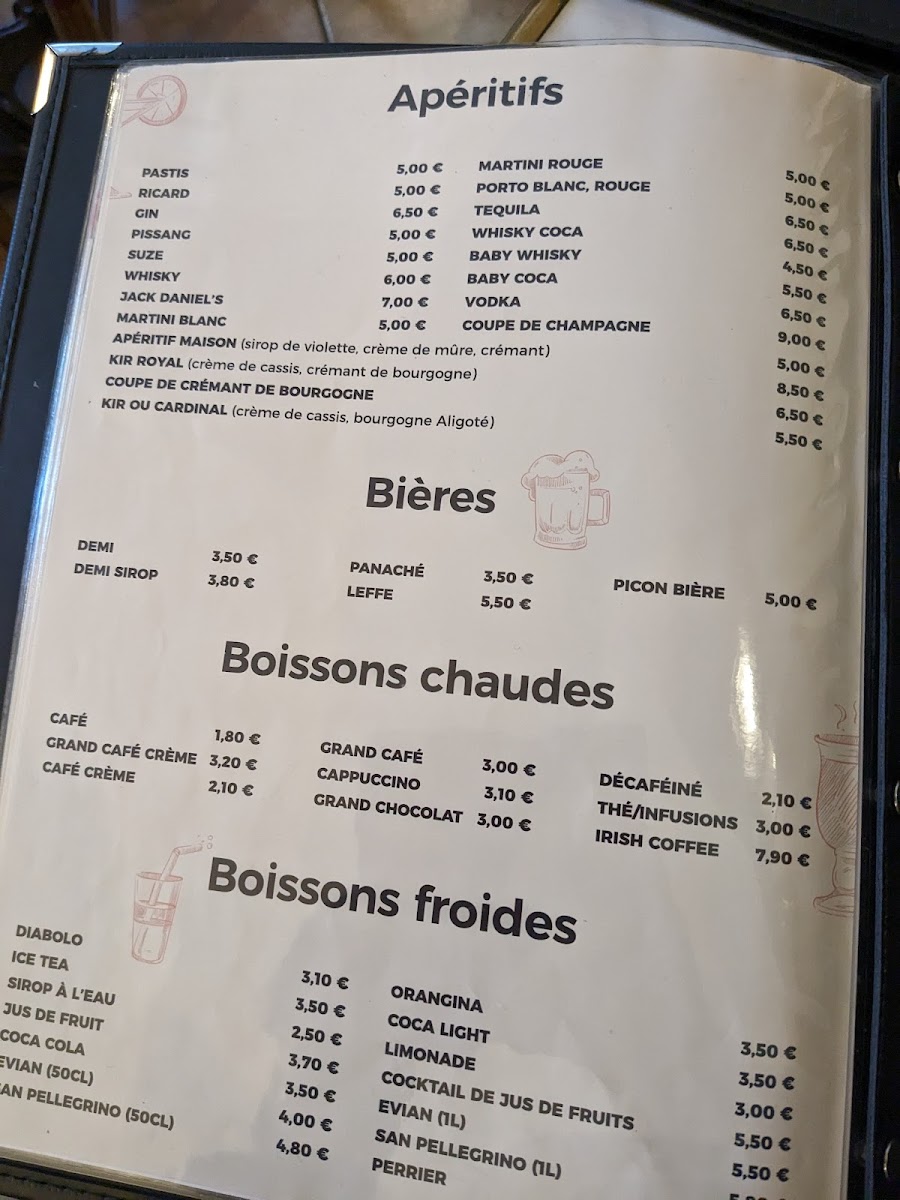 Apéritifs
PASTIS 5,00 € MARTINI ROUGE 5,00 €
RICARD 5,00 € PORTO BLANC, ROUGE 5,00 €
GIN 6,50 € TEQUILA 6,50 €
PISSANG 5,00 € WHISKY COCA 6,50 €
SUZE 5,00 € BABY WHISKY 4,50 €
WHISKY 6,00 € BABY COCA 5,50 €
JACK DANIEL'S 7,00 € VODKA 6,50 €
MARTINI BLANC 5,00 € COUPE DE CHAMPAGNE 9,00 €
APÉRITIF MAISON (sirop de violette, crème de mûre, crémant) 5,00 €
KIR ROYAL (crème de cassis, crémant de bourgogne) 8,50 €
COUPE DE CRÉMANT DE BOURGOGNE 6,50 €
KIR OU CARDINAL (crème de cassis, bourgogne Aligoté) 5,50 €
Bières
DEMI 3,50 € PANACHÉ 3,50 € PICON BIÈRE 5,00 €
DEMI SIROP 3,80 € LEFFE 5,50 €
Boissons chaudes
CAFÉ 1,80 € GRAND CAFÉ 3,00 € DÉCAFÉINÉ 2,10 €
GRAND CAFÉ CRÈME 3,20 € CAPPUCCINO 3,10 € THÉ/INFUSIONS 3,00 €
CAFÉ CRÈME 2,10 € GRAND CHOCOLAT 3,00 € IRISH COFFEE 7,90 €
Boissons froides
DIABOLO 3,10 € ORANGINA 3,50 €
ICE TEA 3,50 € COCA LIGHT 3,50 €
SIROP À L'EAU 2,50 € LIMONADE 3,00 €
JUS DE FRUIT 3,70 € COCKTAIL DE JUS DE FRUITS 5,50 €
COCA COLA 3,50 € EVIAN (1L) 5,50 €
EVIAN (50CL) 4,00 € SAN PELLEGRINO (1L)
AN PELLEGRINO (50CL) 4,80 € PERRIER